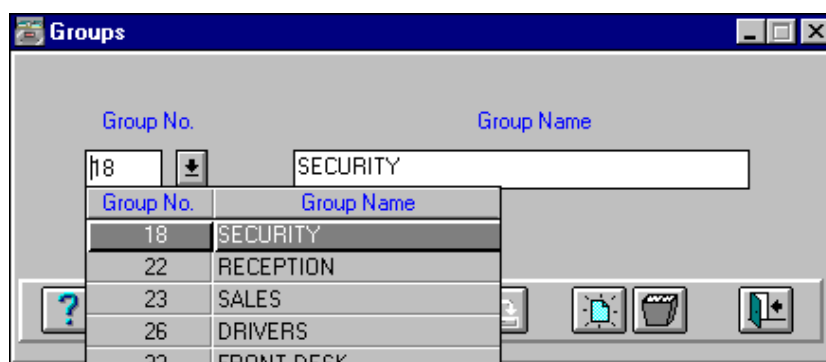 Groups
Group No. Group Name
18 SECURITY
Group No. Group Name
18 SECURITY
22 RECEPTION
23 SALES
26 DRIVERS
FRONT DESK